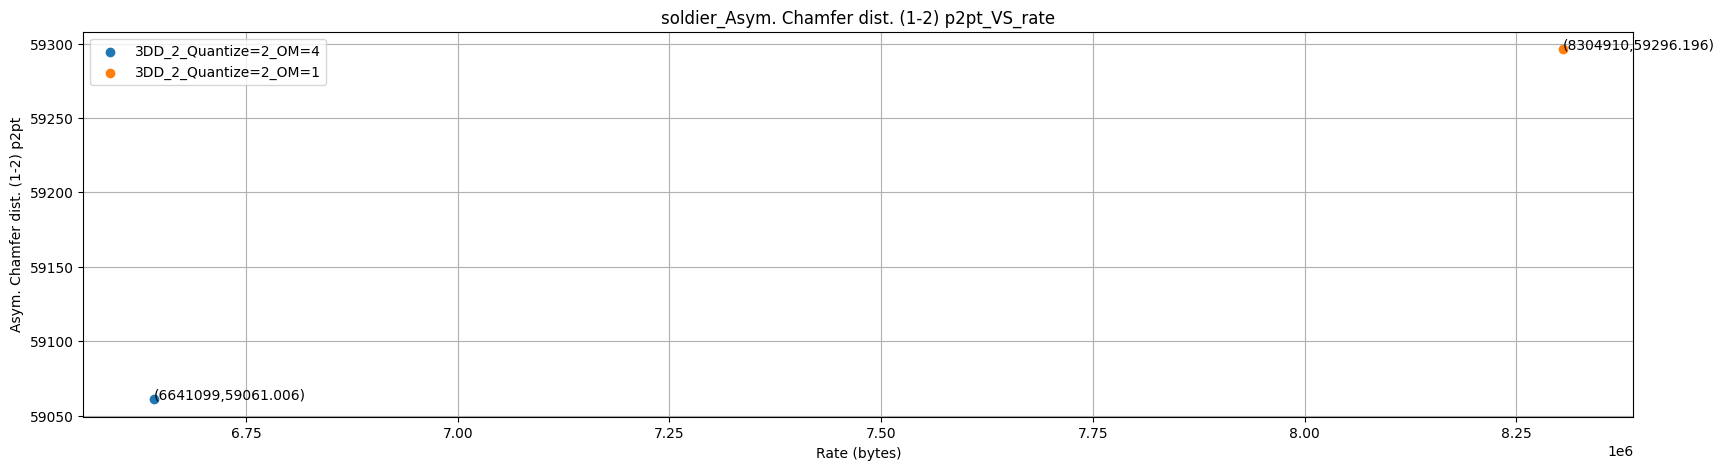 soldier_Asym. Chamfer dist. (1-2) p2pt_VS_rate
3DD_2_Quantize=2_OM=4
3DD_2_Quantize=2_OM=1
(8304910,59296.196)
(6641099,59061.006)
Asym. Chamfer dist. (1-2) p2pt
59300
59250
59200
59150
59100
59050
6.75 7.00 7.25 7.50 7.75 8.00 8.25
Rate (bytes)
1e6